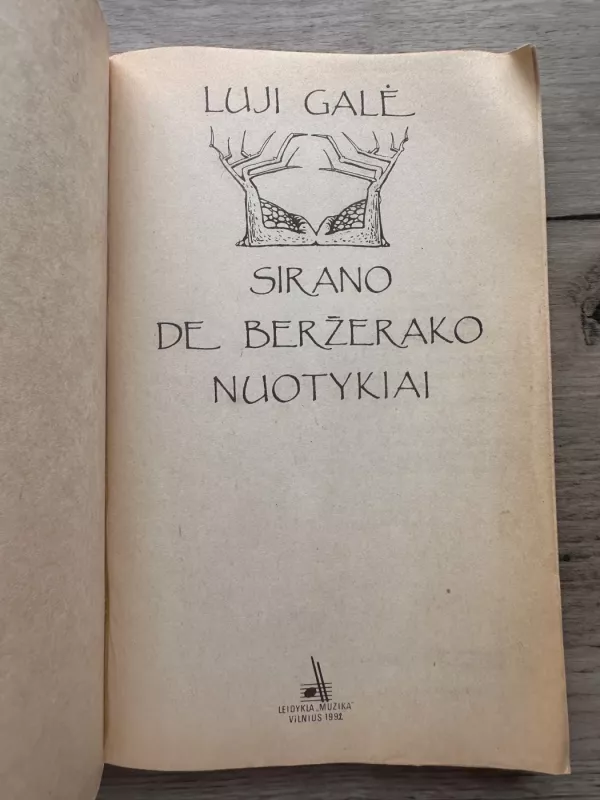 LUJI GALĖ
SIRANO
DE BERŽERAKO
NUOTYKIAI
LEIDYKLA „MUZIKA"
VILNIUS 1992